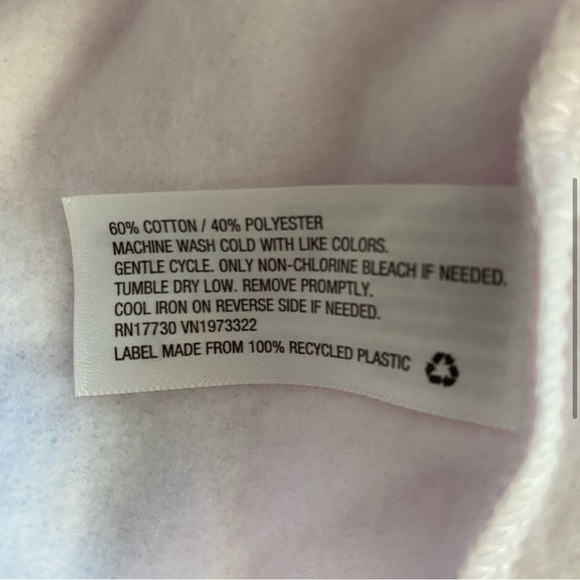 60% COTTON / 40% POLYESTER
MACHINE WASH COLD WITH LIKE COLORS.
GENTLE CYCLE. ONLY NON-CHLORINE BLEACH IF NEEDED.
TUMBLE DRY LOW. REMOVE PROMPTLY.
COOL IRON ON REVERSE SIDE IF NEEDED.
RN17730 VN1973322
LABEL MADE FROM 100% RECYCLED PLASTIC